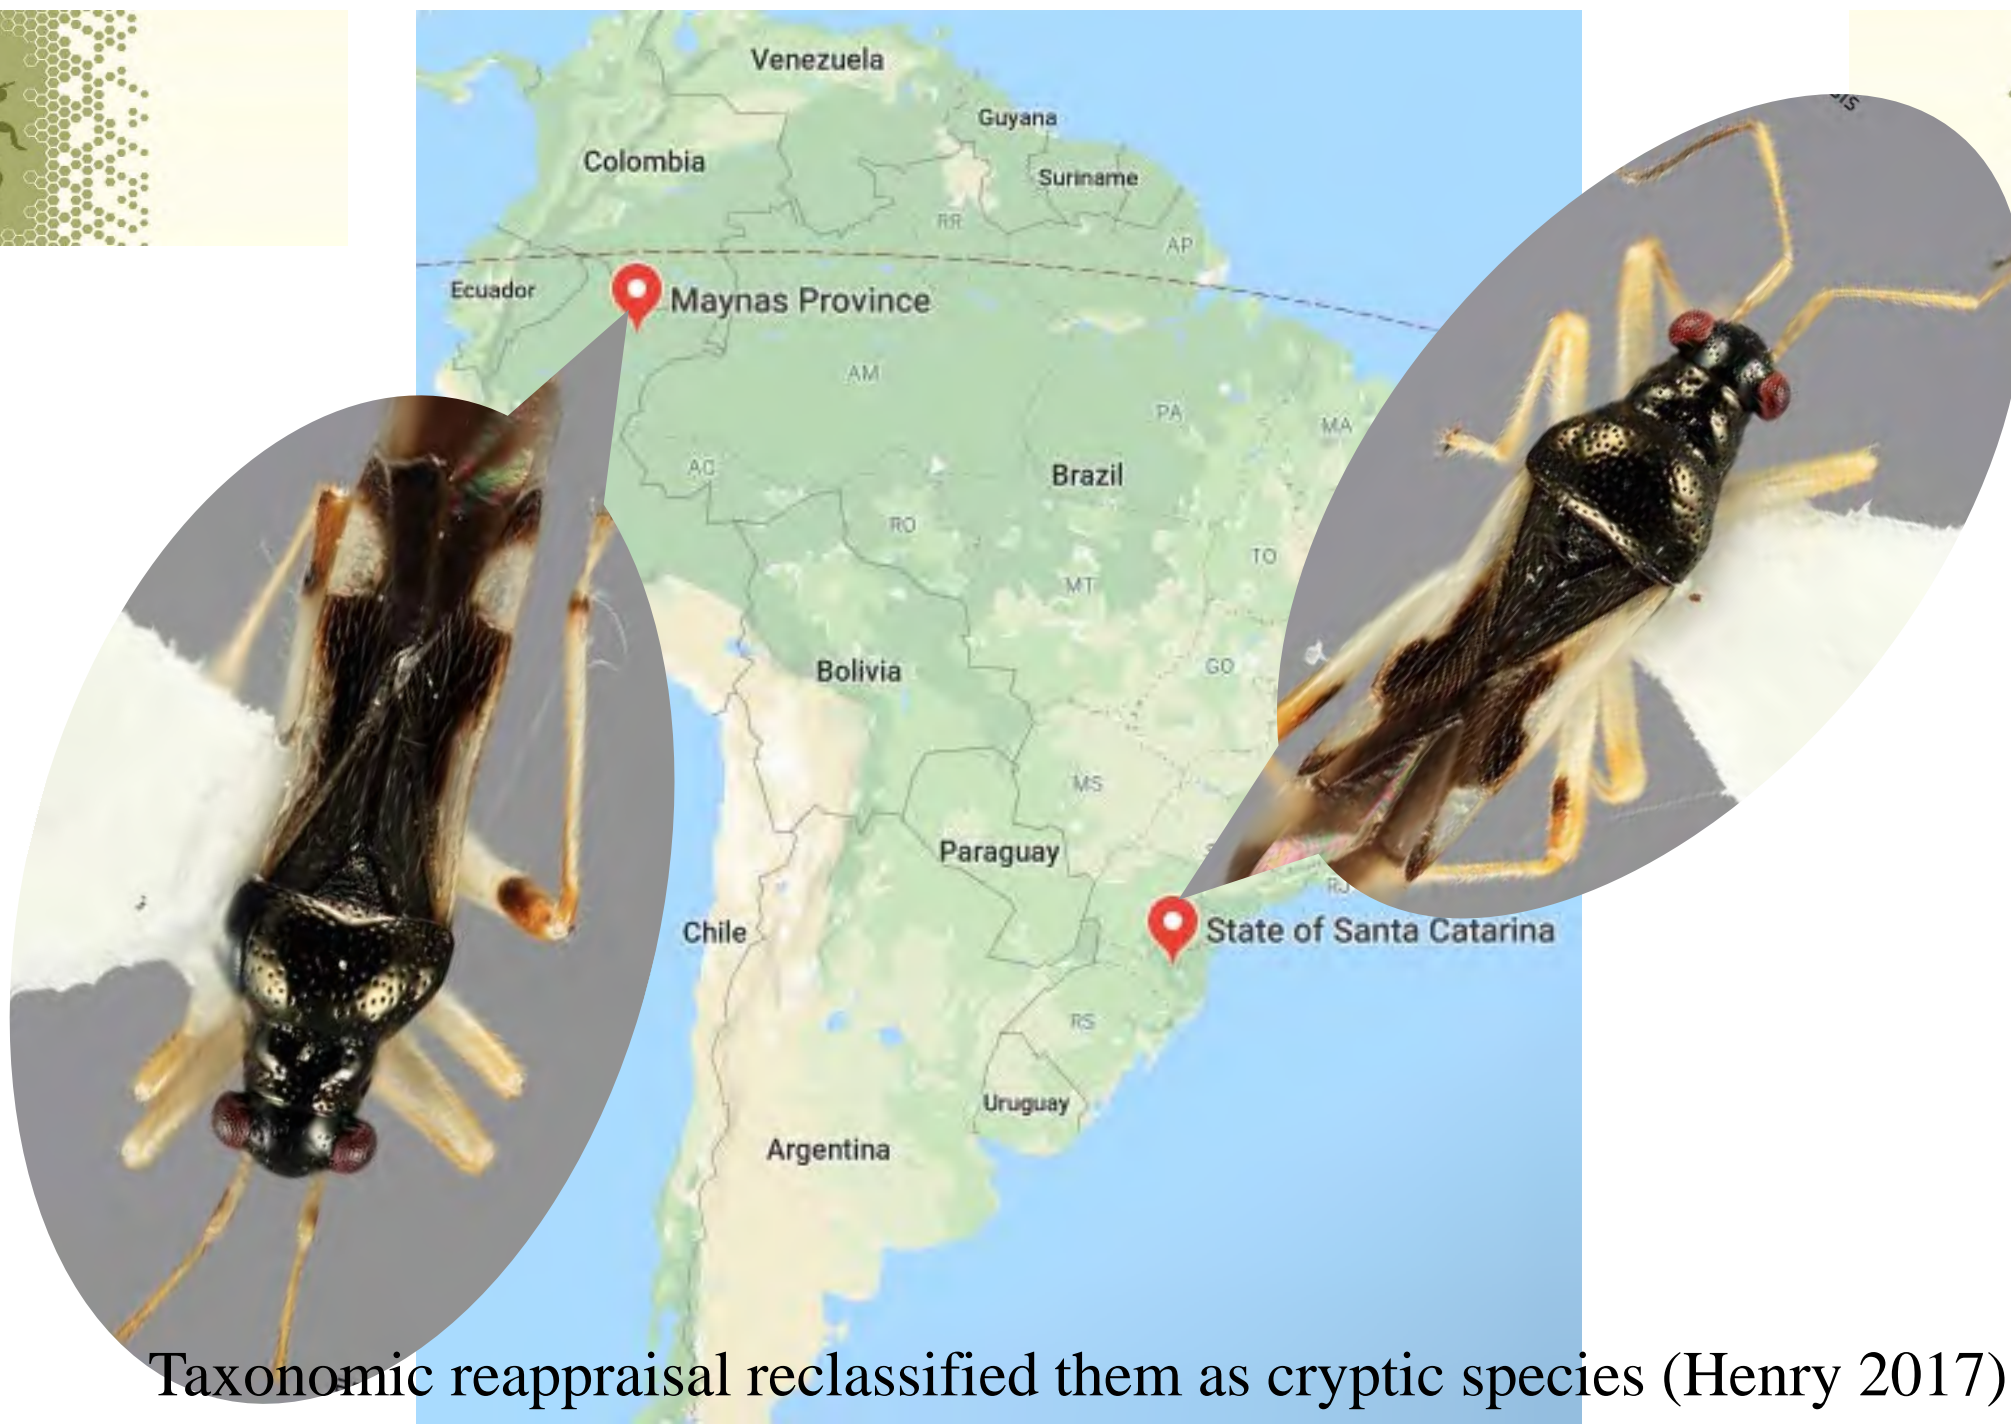 Venezuela
Guyana
Colombia
Suriname
RR
AP
Ecuador
Maynas Province
AM
PA
MA
AC
Brazil
RO
TO
MT
Bolivia
GO
MS
Paraguay
RJ
Chile
State of Santa Catarina
RS
Uruguay
Argentina
Taxonomic reappraisal reclassified them as cryptic species (Henry 2017)